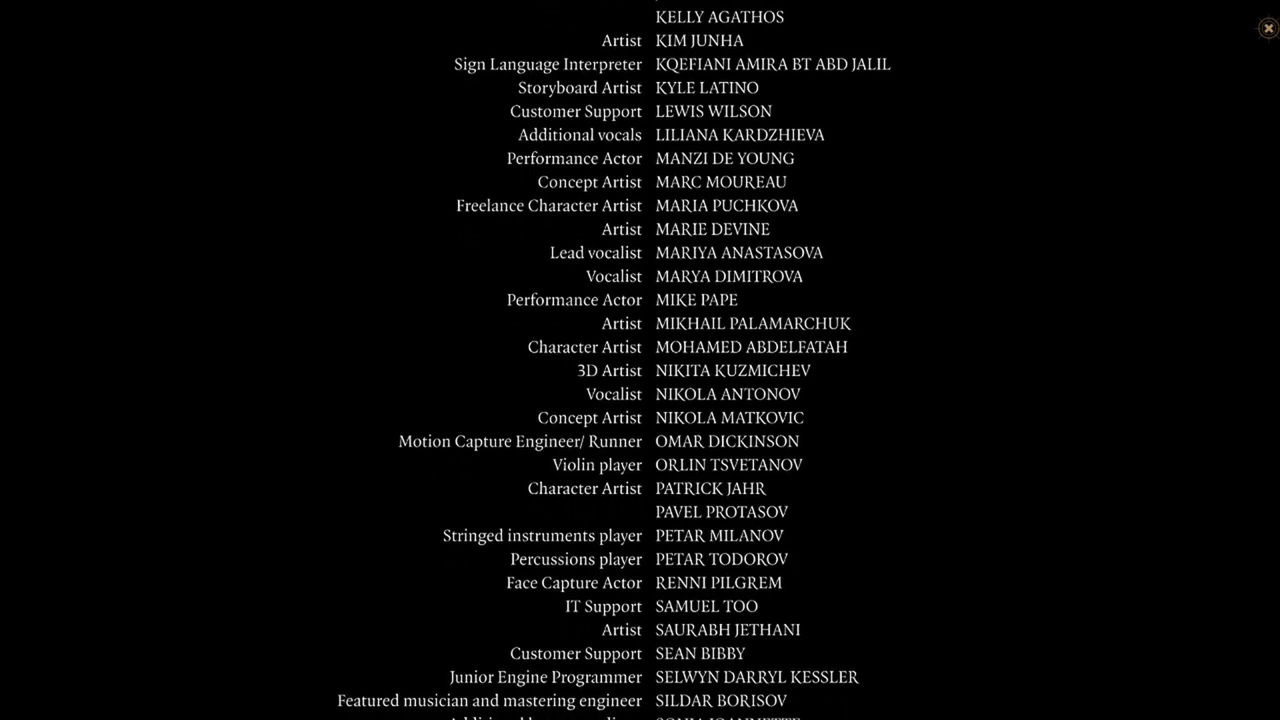 KELLY AGATHOS
Artist KIM JUNHA
Sign Language Interpreter KQEFIANI AMIRA BT ABD JALIL
Storyboard Artist KYLE LATINO
Customer Support LEWIS WILSON
Additional vocals LILIANA KARDZHIEVA
Performance Actor MANZI DE YOUNG
Concept Artist MARC MOUREAU
Freelance Character Artist MARIA PUCHKOVA
Artist MARIE DEVINE
Lead vocalist MARIYA ANASTASOVA
Vocalist MARYA DIMITROVA
Performance Actor MIKE PAPE
Artist MIKHAIL PALAMARCHUK
Character Artist MOHAMED ABDELFATAH
3D Artist NIKITA KUZMICHEV
Vocalist NIKOLA ANTONOV
Concept Artist NIKOLA MATKOVIC
Motion Capture Engineer/ Runner OMAR DICKINSON
Violin player ORLIN TSVETANOV
Character Artist PATRICK JAHR
PAVEL PROTASOV
Stringed instruments player PETAR MILANOV
Percussions player PETAR TODOROV
Face Capture Actor RENNI PILGREM
IT Support SAMUEL TOO
Artist SAURABH JETHANI
Customer Support SEAN BIBBY
Junior Engine Programmer SELWYN DARRYL KESSLER
Featured musician and mastering engineer SILDAR BORISOV